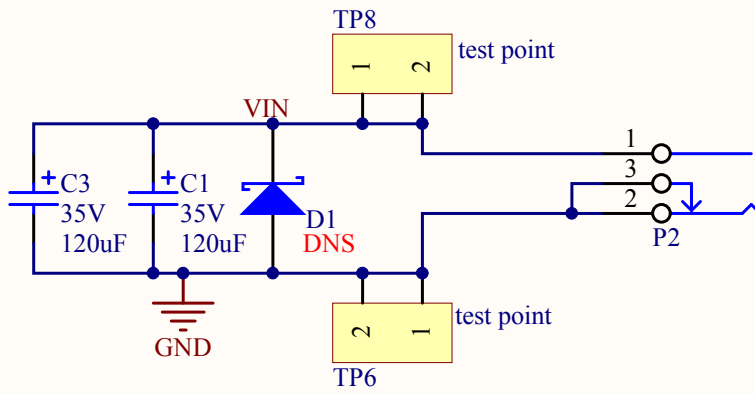 TP8
test point
1
2
VIN
1
3
2
P2
C3
35V
120uF
C1
35V
120uF
D1
DNS
GND
2
1
test point
TP6